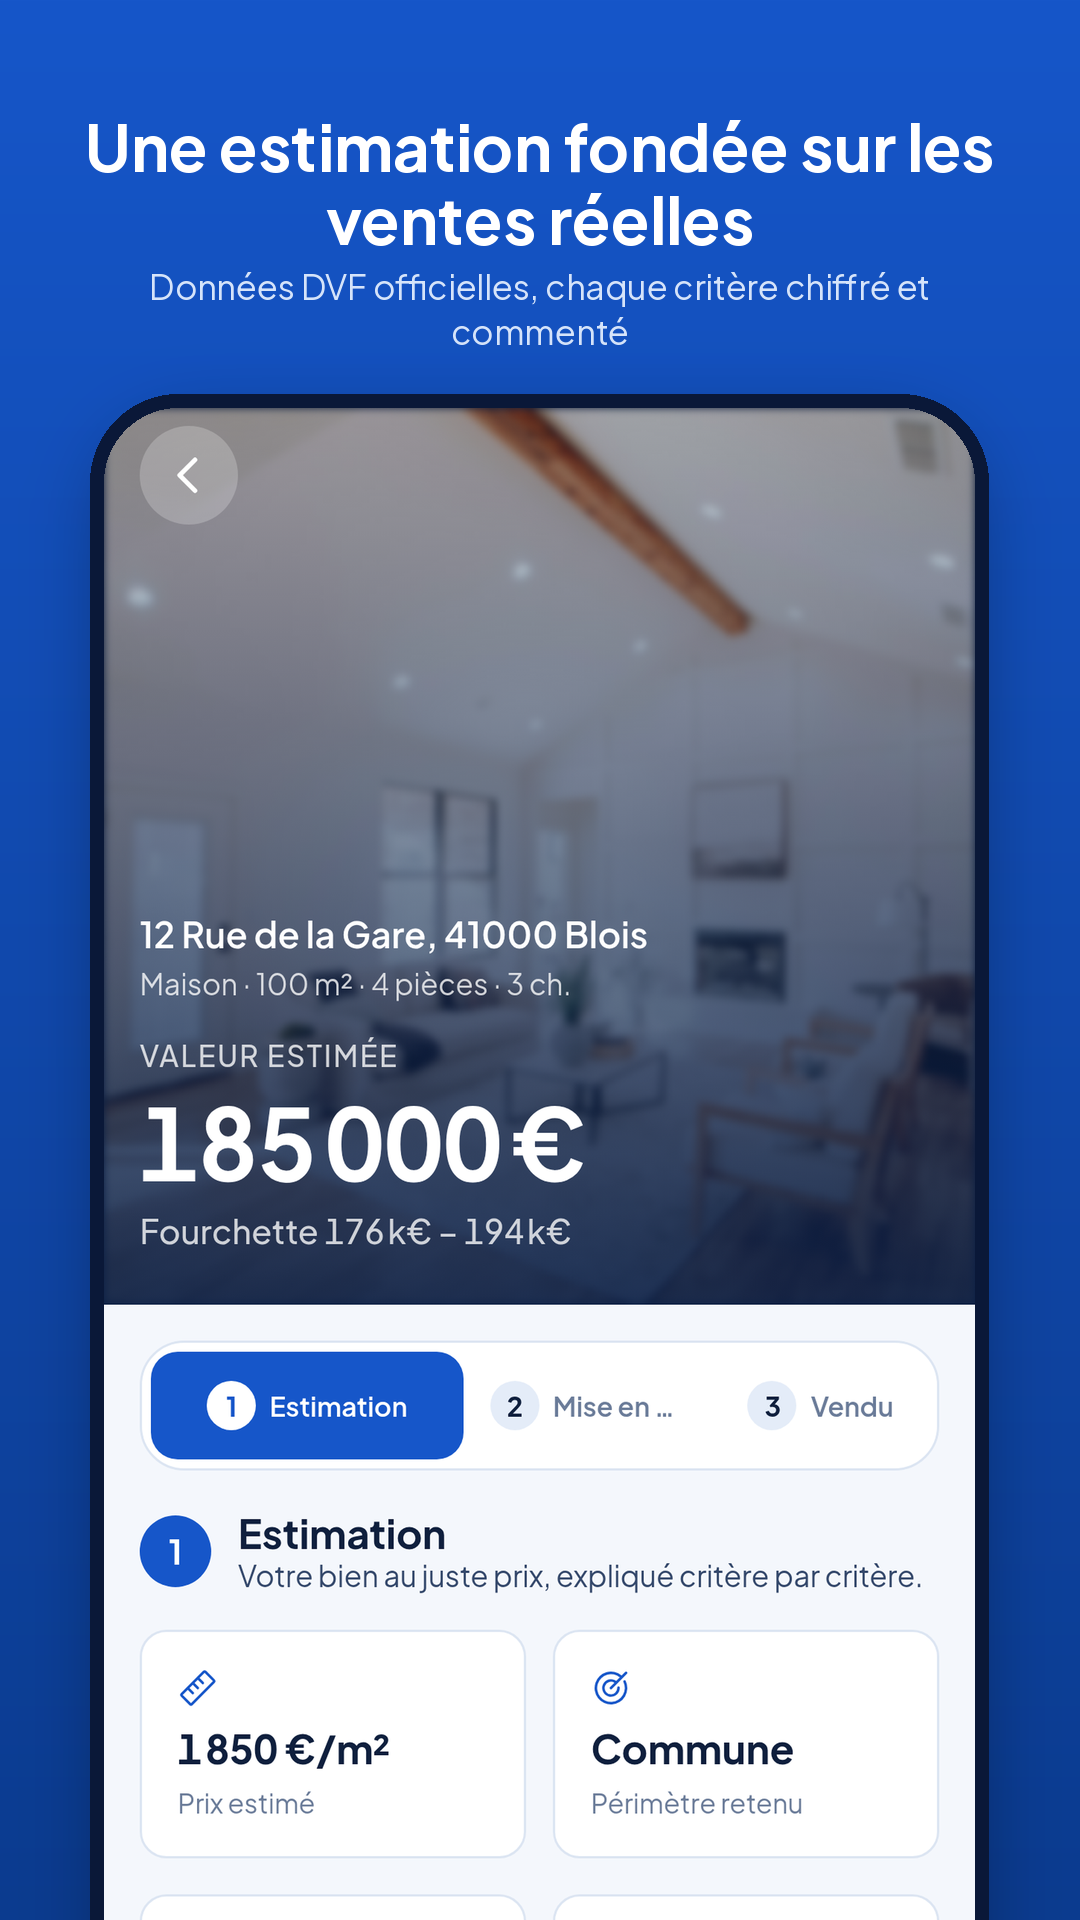 Une estimation fondée sur les
ventes réelles
Données DVF officielles, chaque critère chiffré et
commenté
12 Rue de la Gare, 41000 Blois
Maison · 100 m² · 4 pièces · 3 ch.
VALEUR ESTIMÉE
185 000 €
Fourchette 176 k€ – 194 k€
1 Estimation 2 Mise en ... 3 Vendu
1 Estimation
Votre bien au juste prix, expliqué critère par critère.
1 850 €/m² Commune
Prix estimé Périmètre retenu